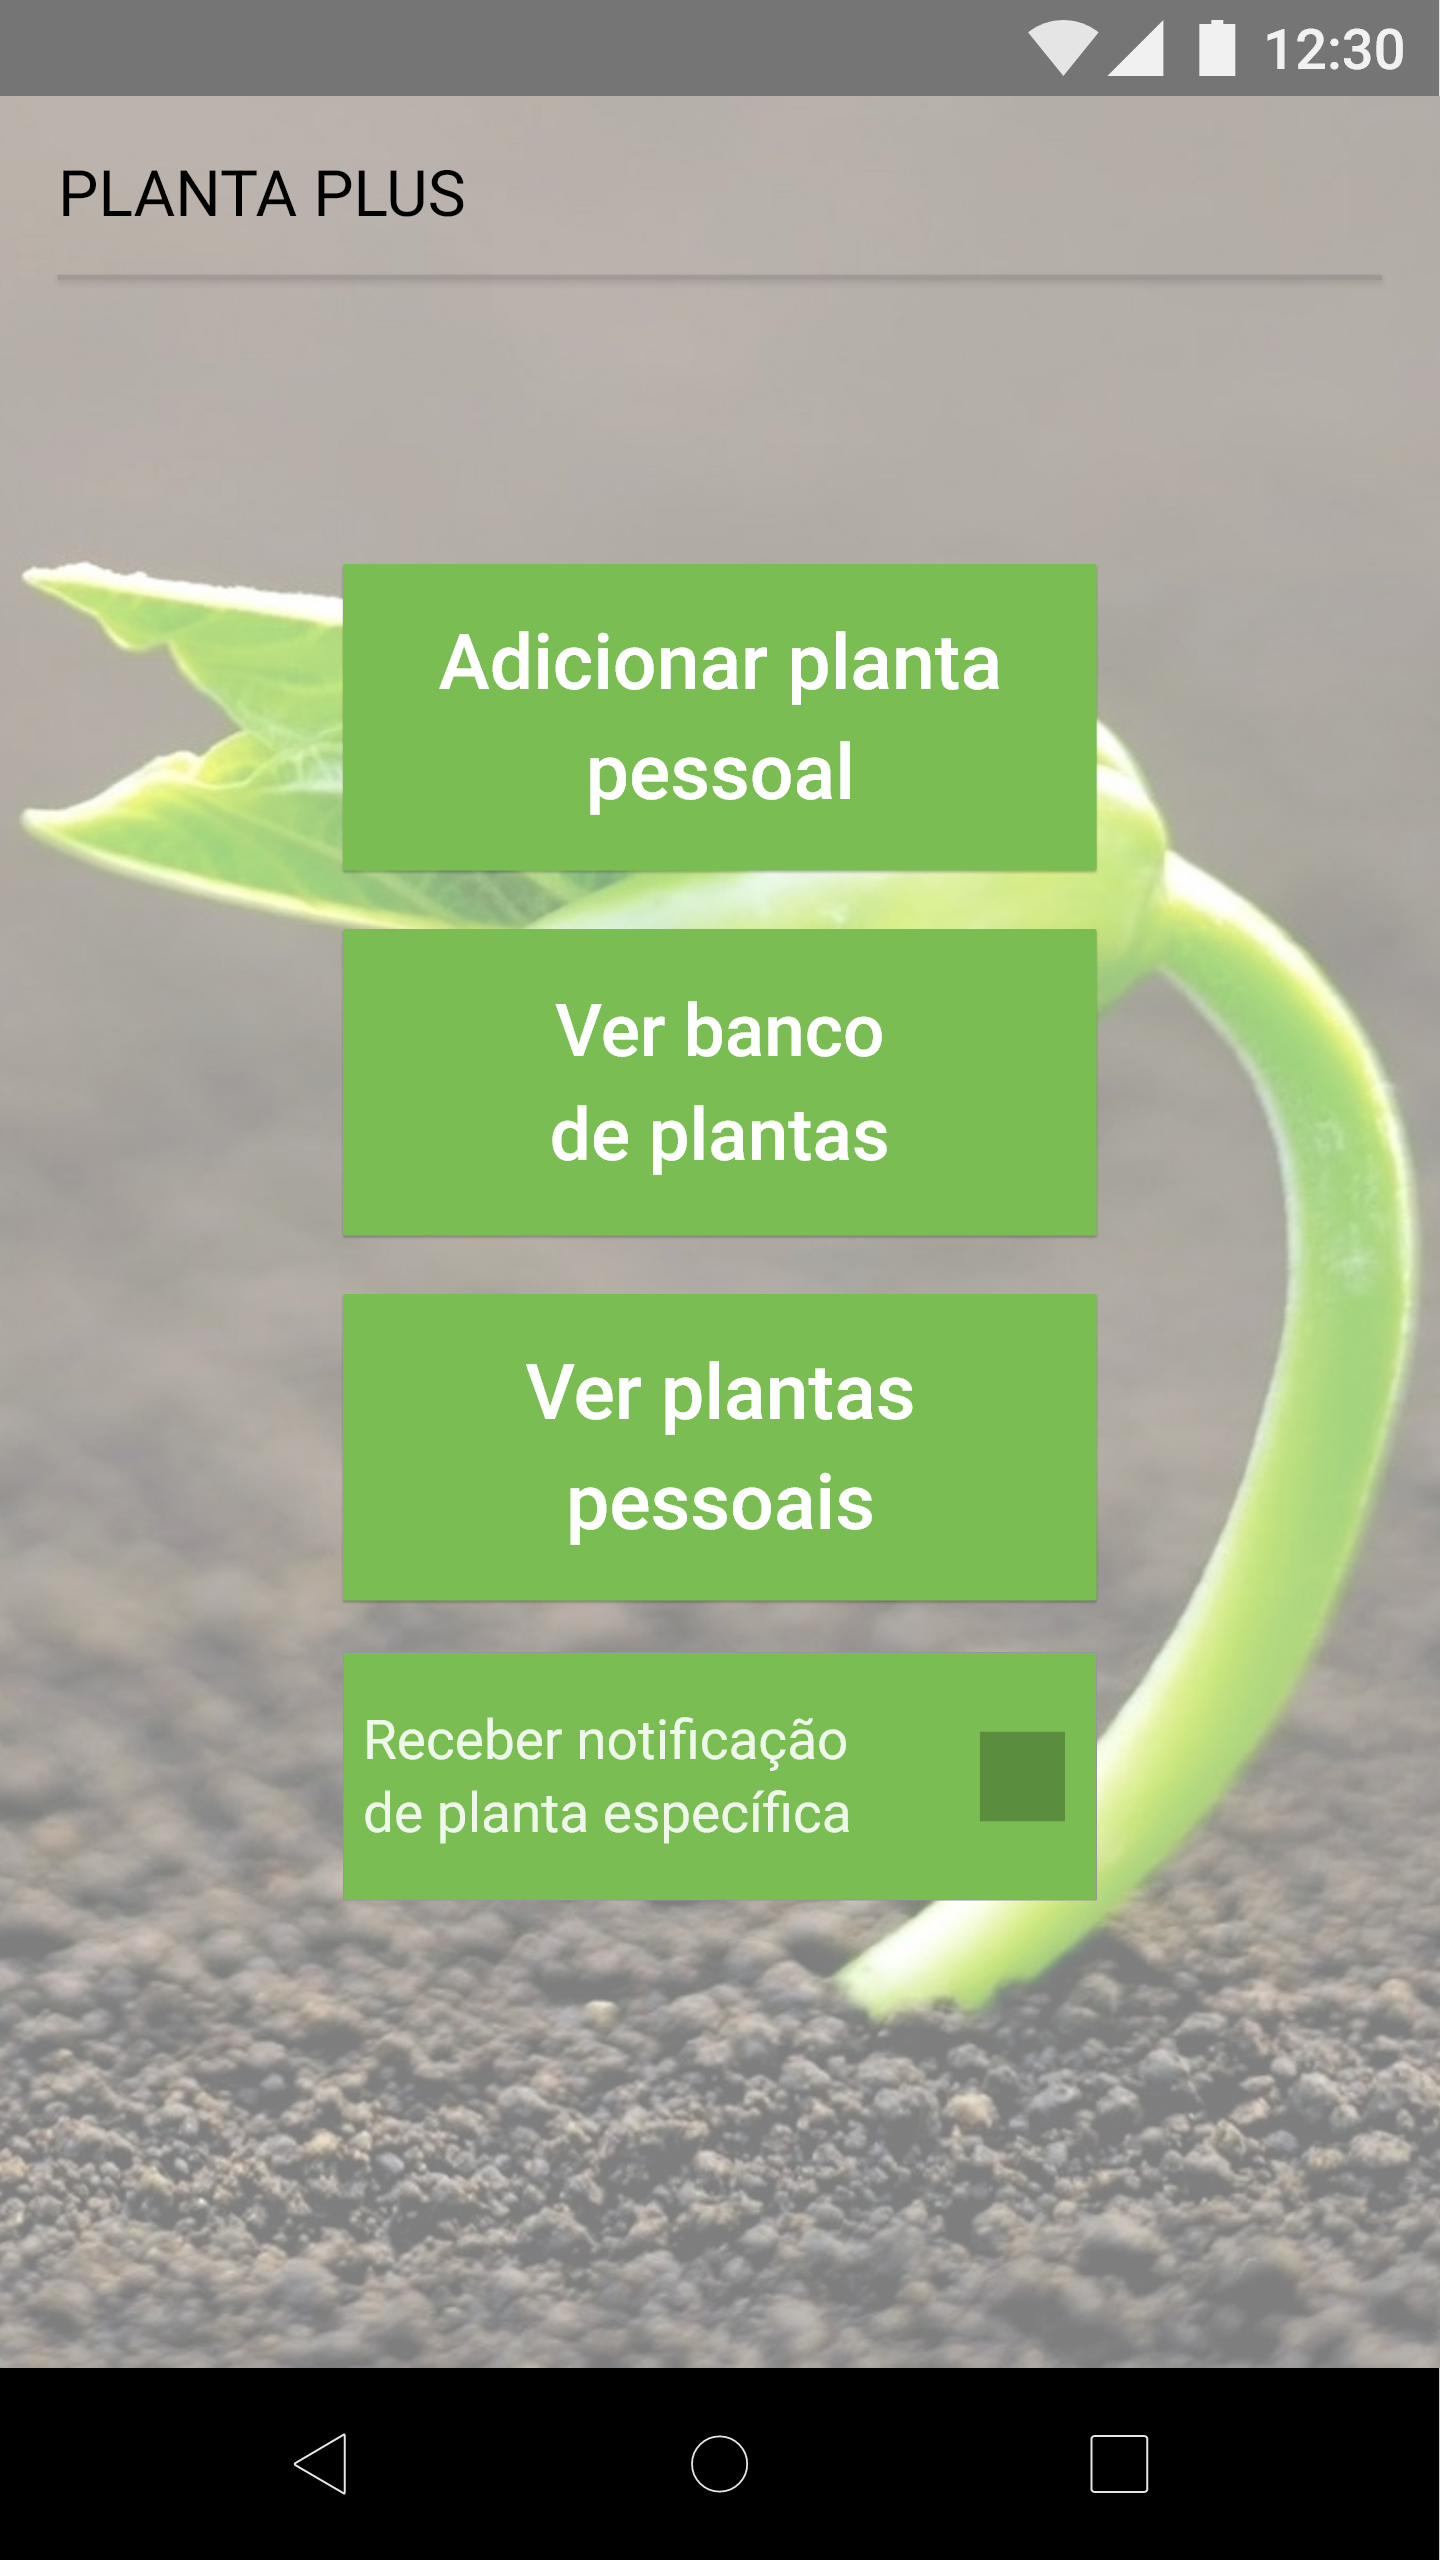 12:30
PLANTA PLUS
Adicionar planta
pessoal
Ver banco
de plantas
Ver plantas
pessoais
Receber notificação
de planta específica